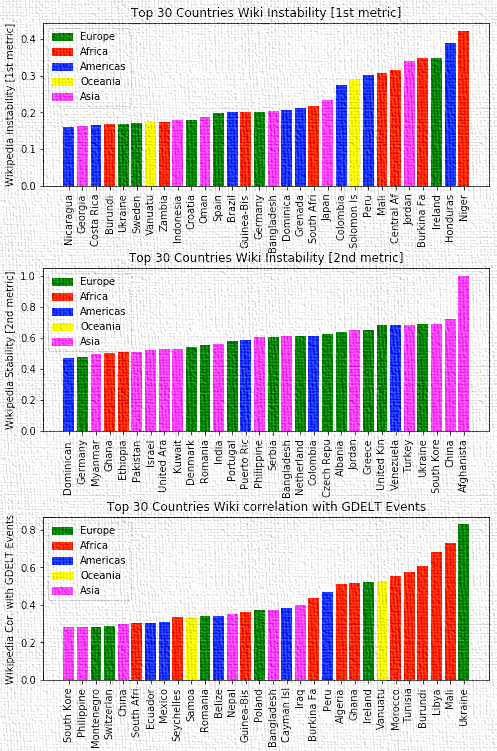 Top 30 Countries Wiki Instability [1st metric]
Wikipedia instability [1st metric]
0.4
0.3
0.2
0.1
0.0
Europe
Africa
Americas
Oceania
Asia
Nicaragua
Georgia
Costa Rica
Burundi
Ukraine
Sweden
Vanuatu
Zambia
Indonesia
Croatia
Oman
Spain
Brazil
Guinea-Bis
Germany
Bangladesh
Dominica
Grenada
South Afri
Japan
Colombia
Solomon Is
Peru
Mali
Central Af
Jordan
Burkina Fa
Ireland
Honduras
Niger
Top 30 Countries Wiki Instability [2nd metric]
Wikipedia Stability [2nd metric]
1.0
0.8
0.6
0.4
0.2
0.0
Europe
Africa
Americas
Oceania
Asia
Dominican
Germany
Myanmar
Ghana
Ethiopia
Pakistan
Israel
United Ara
Kuwait
Denmark
Romania
India
Portugal
Puerto Ric
Philippine
Serbia
Bangladesh
Netherland
Colombia
Czech Repu
Albania
Jordan
Greece
United Kin
Venezuela
Turkey
Ukraine
South Kore
China
Afghanista
Top 30 Countries Wiki correlation with GDELT Events
Wikipedia Cor. with GDELT Events
0.8
0.6
0.4
0.2
0.0
Europe
Africa
Americas
Oceania
Asia
South Kore
Philippine
Montenegro
Switzerlan
China
South Afri
Ecuador
Mexico
Seychelles
Samoa
Romania
Belize
Nepal
Guinea-Bis
Poland
Bangladesh
Cayman Isl
Iraq
Burkina Fa
Peru
Algeria
Ghana
Ireland
Vanuatu
Morocco
Tunisia
Burundi
Libya
Mali
Ukraine